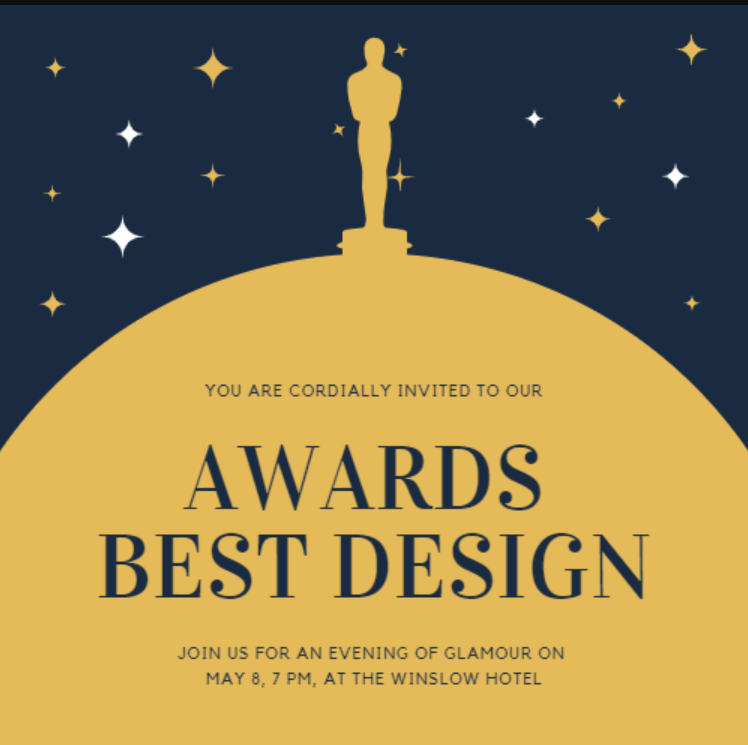 YOU ARE CORDIALLY INVITED TO OUR
AWARDS
BEST DESIGN
JOIN US FOR AN EVENING OF GLAMOUR ON
MAY 8, 7 PM, AT THE WINSLOW HOTEL